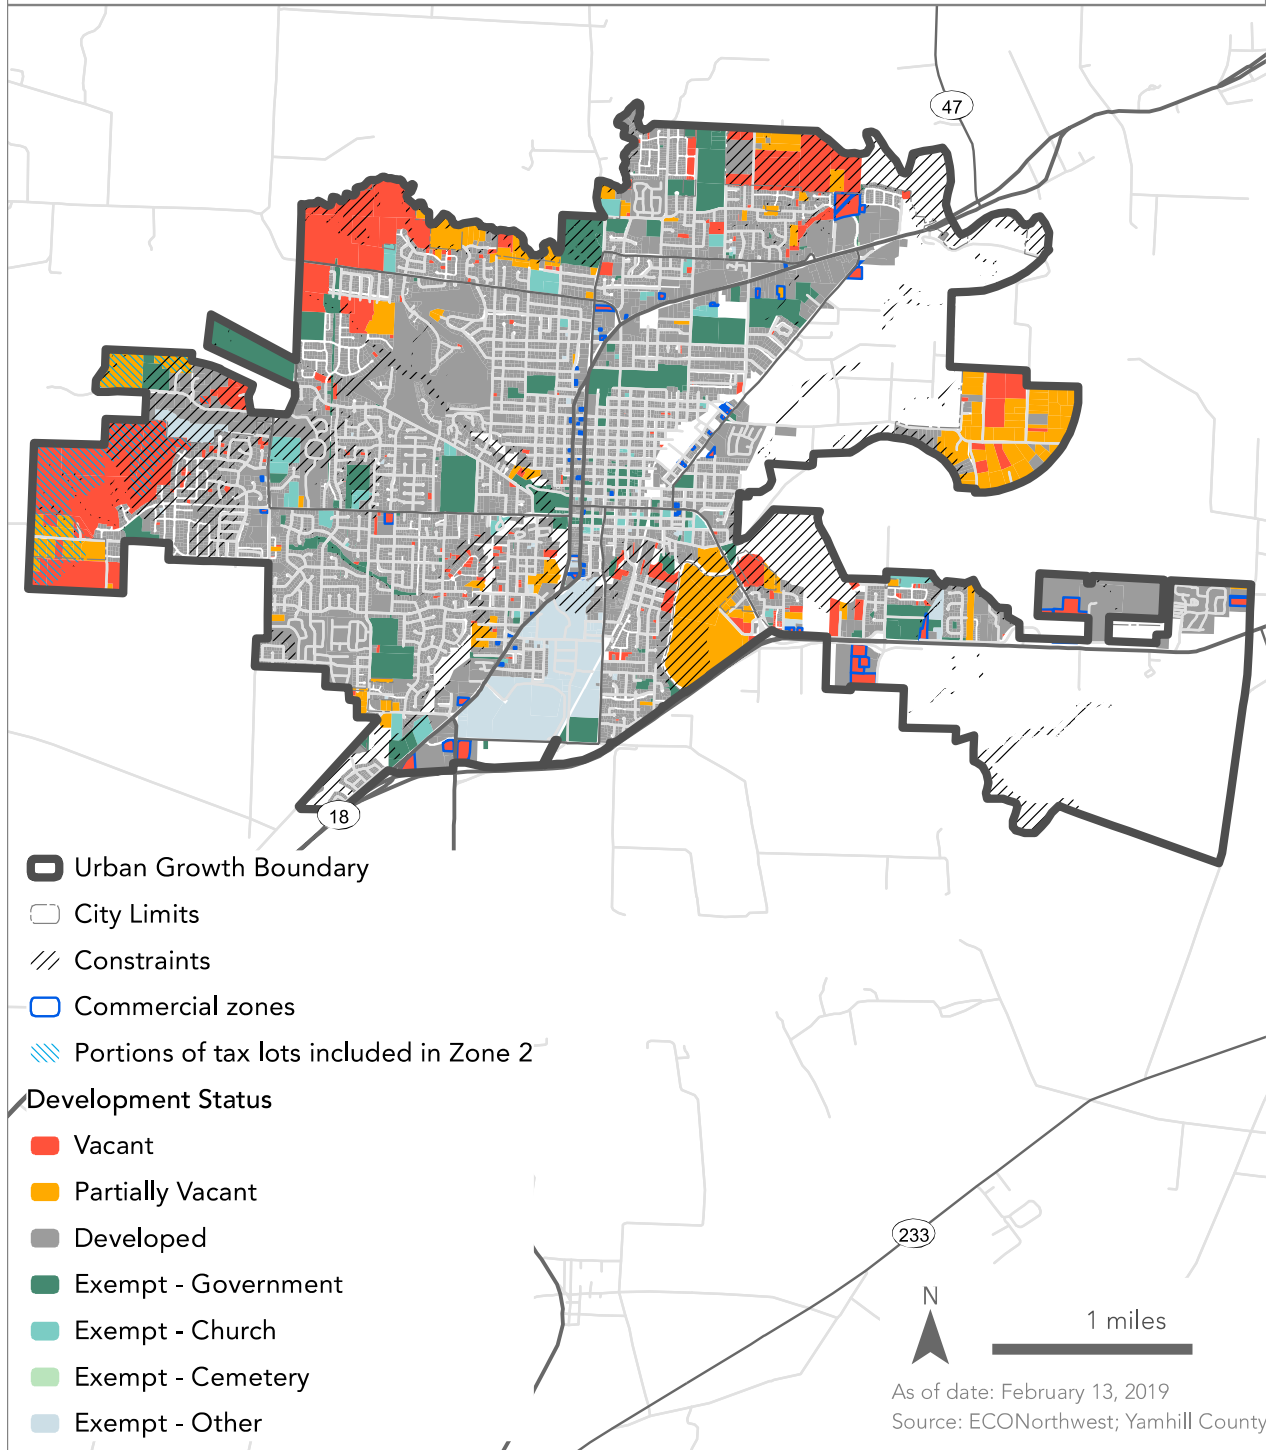 47
18
Urban Growth Boundary
City Limits
Constraints
Commercial zones
Portions of tax lots included in Zone 2
Development Status
Vacant
Partially Vacant
Developed
Exempt - Government
Exempt - Church
Exempt - Cemetery
Exempt - Other
233
N
1 miles
As of date: February 13, 2019
Source: ECONorthwest; Yamhill County